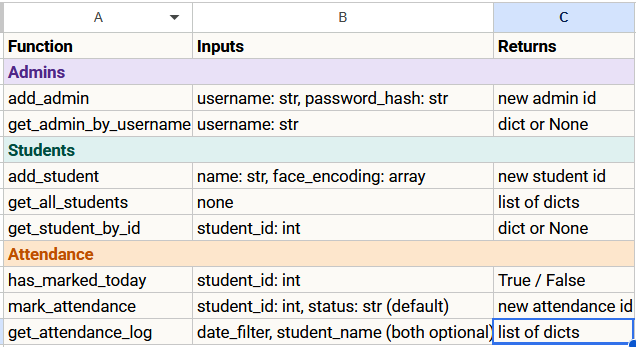 A B C
Function Inputs Returns
Admins
add_admin username: str, password_hash: str new admin id
get_admin_by_username username: str dict or None
Students
add_student name: str, face_encoding: array new student id
get_all_students none list of dicts
get_student_by_id student_id: int dict or None
Attendance
has_marked_today student_id: int True / False
mark_attendance student_id: int, status: str (default) new attendance id
get_attendance_log date_filter, student_name (both optional) list of dicts